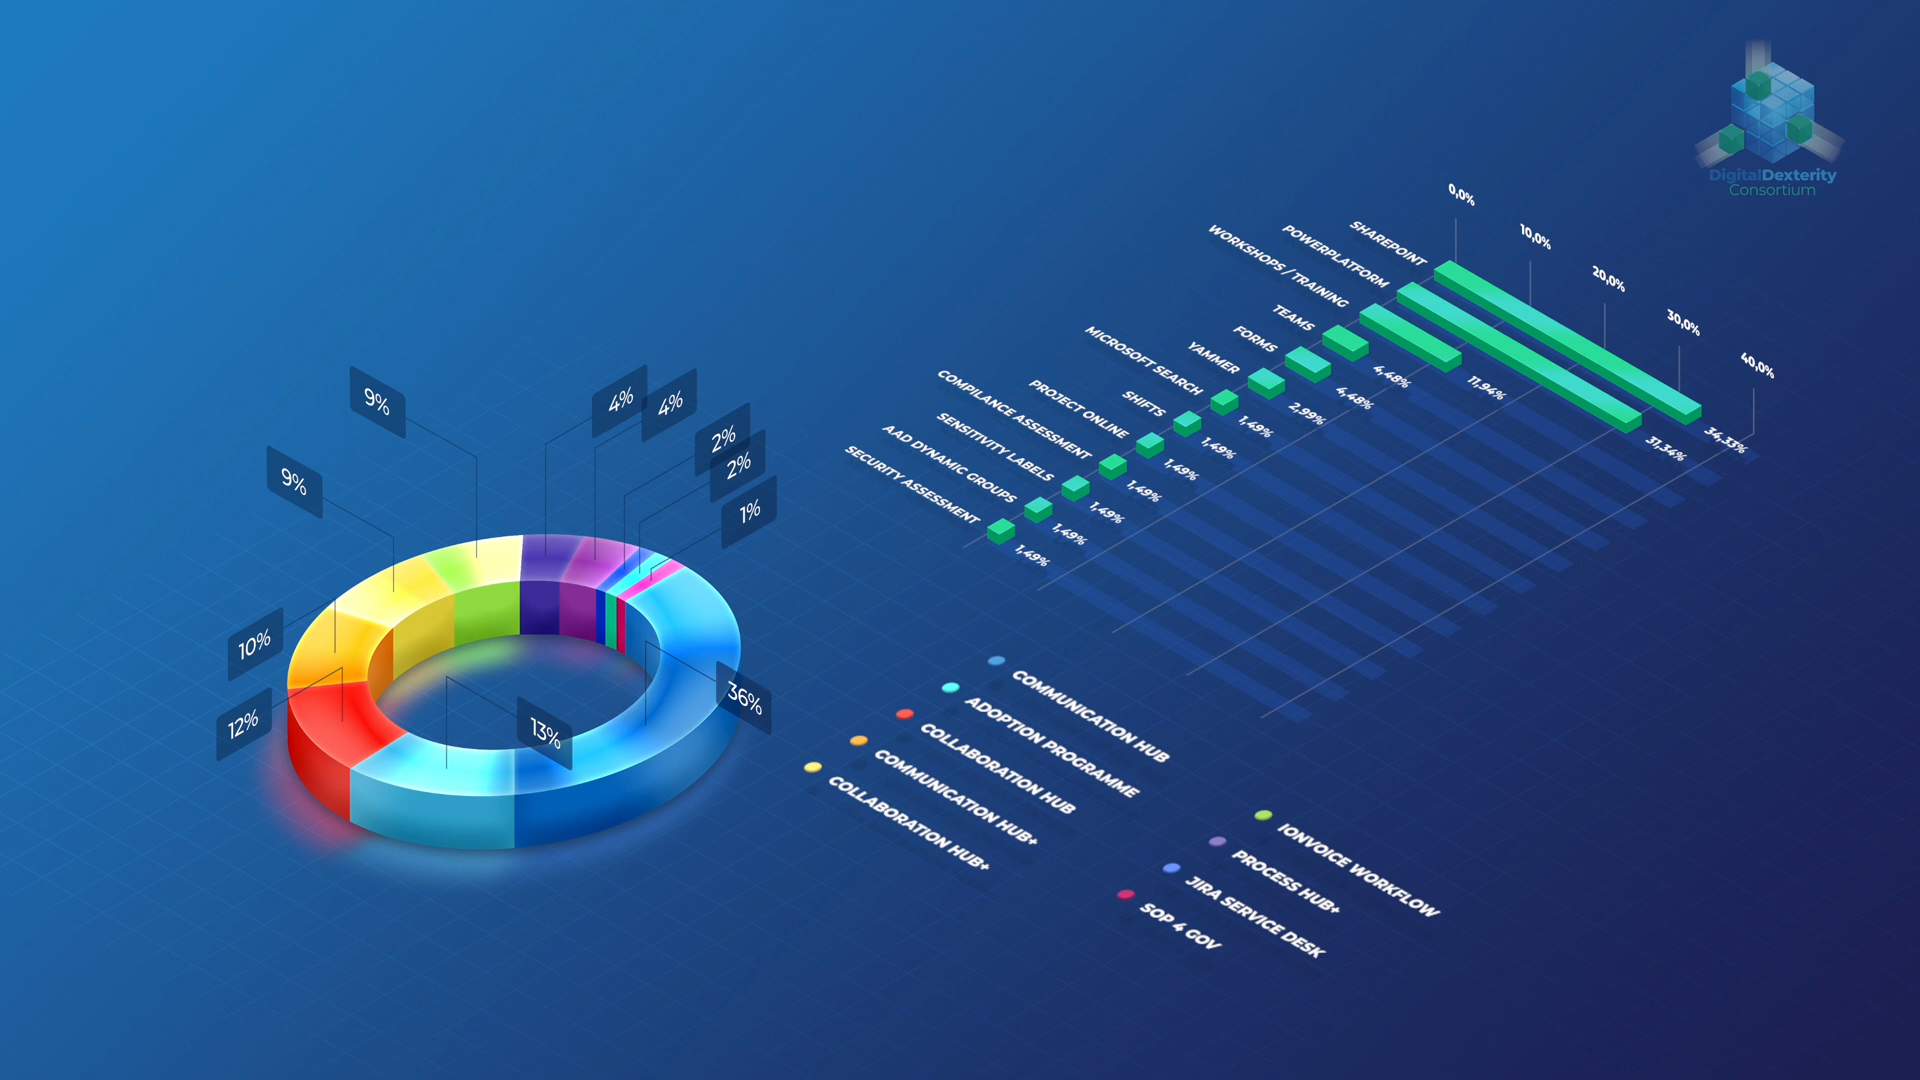 DigitalDexterity
Consortium
0,0%
10,0%
20,0%
30,0%
40,0%
SHAREPOINT
34,33%
POWERPLATFORM
31,34%
WORKSHOPS / TRAINING
11,94%
TEAMS
4,48%
FORMS
4,48%
YAMMER
2,99%
MICROSOFT SEARCH
1,49%
SHIFTS
1,49%
PROJECT ONLINE
1,49%
COMPILANCE ASSESSMENT
1,49%
SENSITIVITY LABELS
1,49%
AAD DYNAMIC GROUPS
1,49%
SECURITY ASSESSMENT
1,49%
9%
9%
10%
12%
13%
36%
4%
4%
2%
2%
1%
COMMUNICATION HUB
ADOPTION PROGRAMME
COLLABORATION HUB
COMMUNICATION HUB+
COLLABORATION HUB+
IONVOICE WORKFLOW
PROCESS HUB+
JIRA SERVICE DESK
SOP 4 GOV